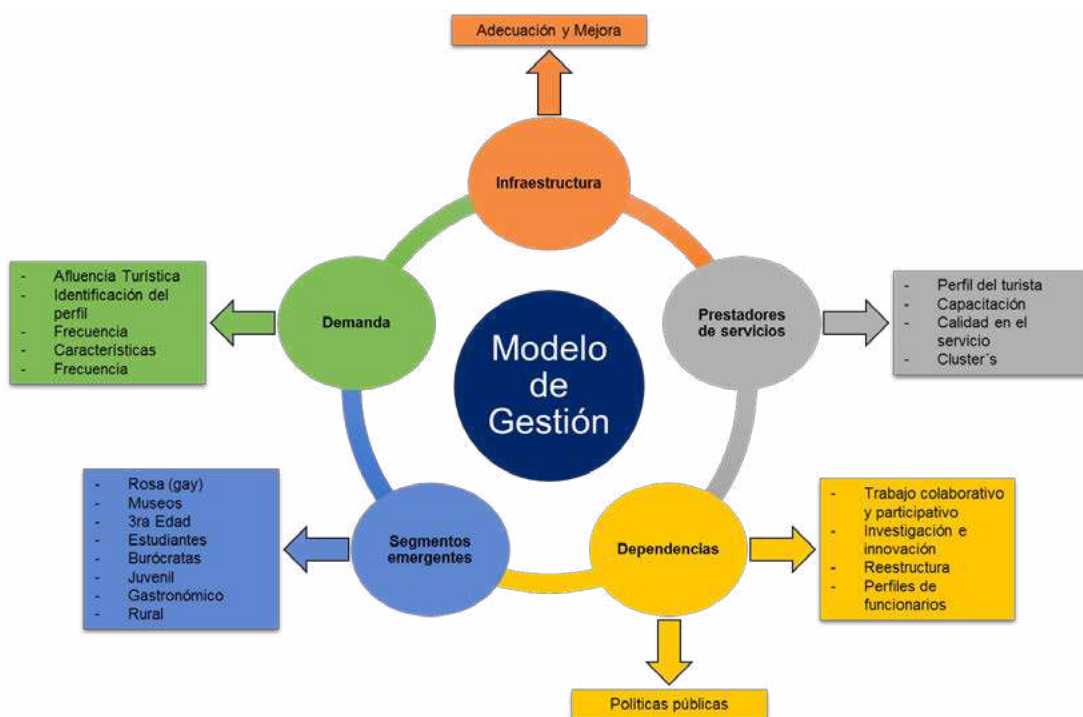 Adecuación y Mejora
Infraestructura
- Afluencia Turística
- Identificación del
perfil
- Frecuencia
- Características
- Frecuencia
Demanda
Modelo
de
Gestión
Prestadores
de servicios
- Perfil del turista
- Capacitación
- Calidad en el
servicio
- Cluster´s
- Rosa (gay)
- Museos
- 3ra Edad
- Estudiantes
- Burócratas
- Juvenil
- Gastronómico
- Rural
Segmentos
emergentes
Dependencias
- Trabajo colaborativo
y participativo
- Investigación e
innovación
- Reestructura
- Perfiles de
funcionarios
Políticas públicas